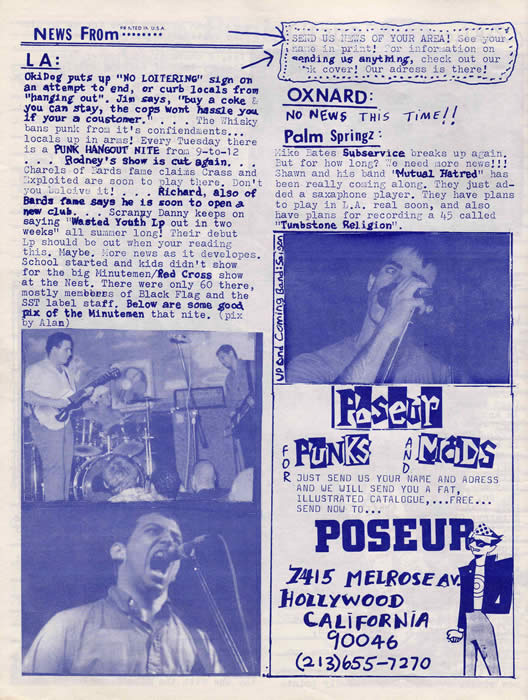 NEWS FROM........
PRINTED IN U.S.A.
LA:
OkiDog puts up "NO LOITERING" sign on
an attempt to end, or curb locals from
"hanging out". Jim says, "buy a coke &
you can stay, the cops wont hassle you
if your a coustomer". . . . The Whisky
bans punk from it's confiendments...
locals up in arms! Every Tuesday there
is a PUNK HANGOUT NITE from 9-to-12
. . . . Rodney's show is cut again.
Charels of Bards fame claims Crass and
Exploited are soon to play there. Don't
you beleive it! . . . Richard, also of
Bards fame says he is soon to open a
new club. . . . Scranpy Danny keeps on
saying "Wasted Youth Lp out in two
weeks" all summer long! Their debut
Lp should be out when your reading
this. Maybe. More news as it developes.
School started and kids didn't show
for the big Minutemen/Red Cross show
at the Nest. There were only 60 there,
mostly members of Black Flag and the
SST label staff. Below are some good
pix of the Minutemen that nite. (pix
by Alan)
SEND US NEWS OF YOUR AREA! See your
name in print! For information on
sending us anything, check out our
cover! Our adress is there!
OXNARD:
NO NEWS THIS TIME!!
Palm Springz:
Mike Bates Subservice breaks up again.
But for how long? We need more news!!!
Shawn and his band "Mutual Hatred" has
been really coming along. They just ad-
ded a saxaphone player. They have plans
to play in L.A. real soon, and also
have plans for recording a 45 called
"Tumbstone Religion".
UP and Coming Band: Saison
Poseur
FOR PUNKS AND MODS
JUST SEND US YOUR NAME AND ADRESS
AND WE WILL SEND YOU A FAT,
ILLUSTRATED CATALOGUE,...FREE...
SEND NOW TO...
POSEUR
7415 MELROSE AV.
HOLLYWOOD
CALIFORNIA
90046
(213)655-7270